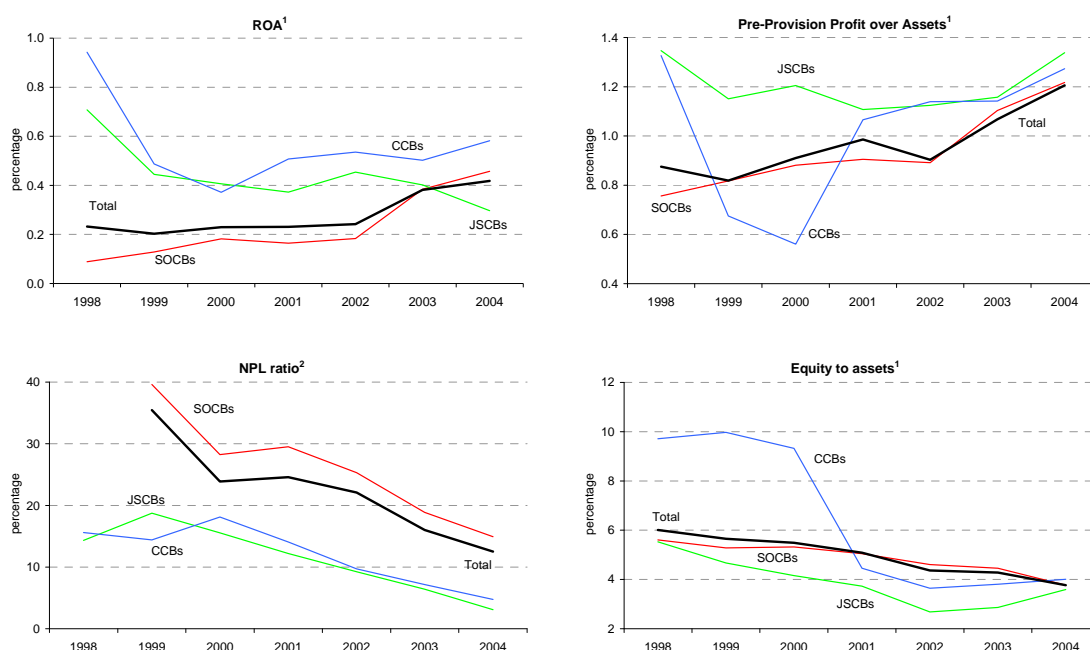 ROA¹
percentage
1.0
0.8
0.6
0.4
0.2
0.0
Total
SOCBs
CCBs
JSCBs
1998 1999 2000 2001 2002 2003 2004
Pre-Provision Profit over Assets¹
percentage
1.4
1.2
1.0
0.8
0.6
0.4
JSCBs
SOCBs
CCBs
Total
1998 1999 2000 2001 2002 2003 2004
NPL ratio²
percentage
40
30
20
10
0
SOCBs
JSCBs
CCBs
Total
1998 1999 2000 2001 2002 2003 2004
Equity to assets¹
percentage
12
10
8
6
4
2
CCBs
Total
SOCBs
JSCBs
1998 1999 2000 2001 2002 2003 2004